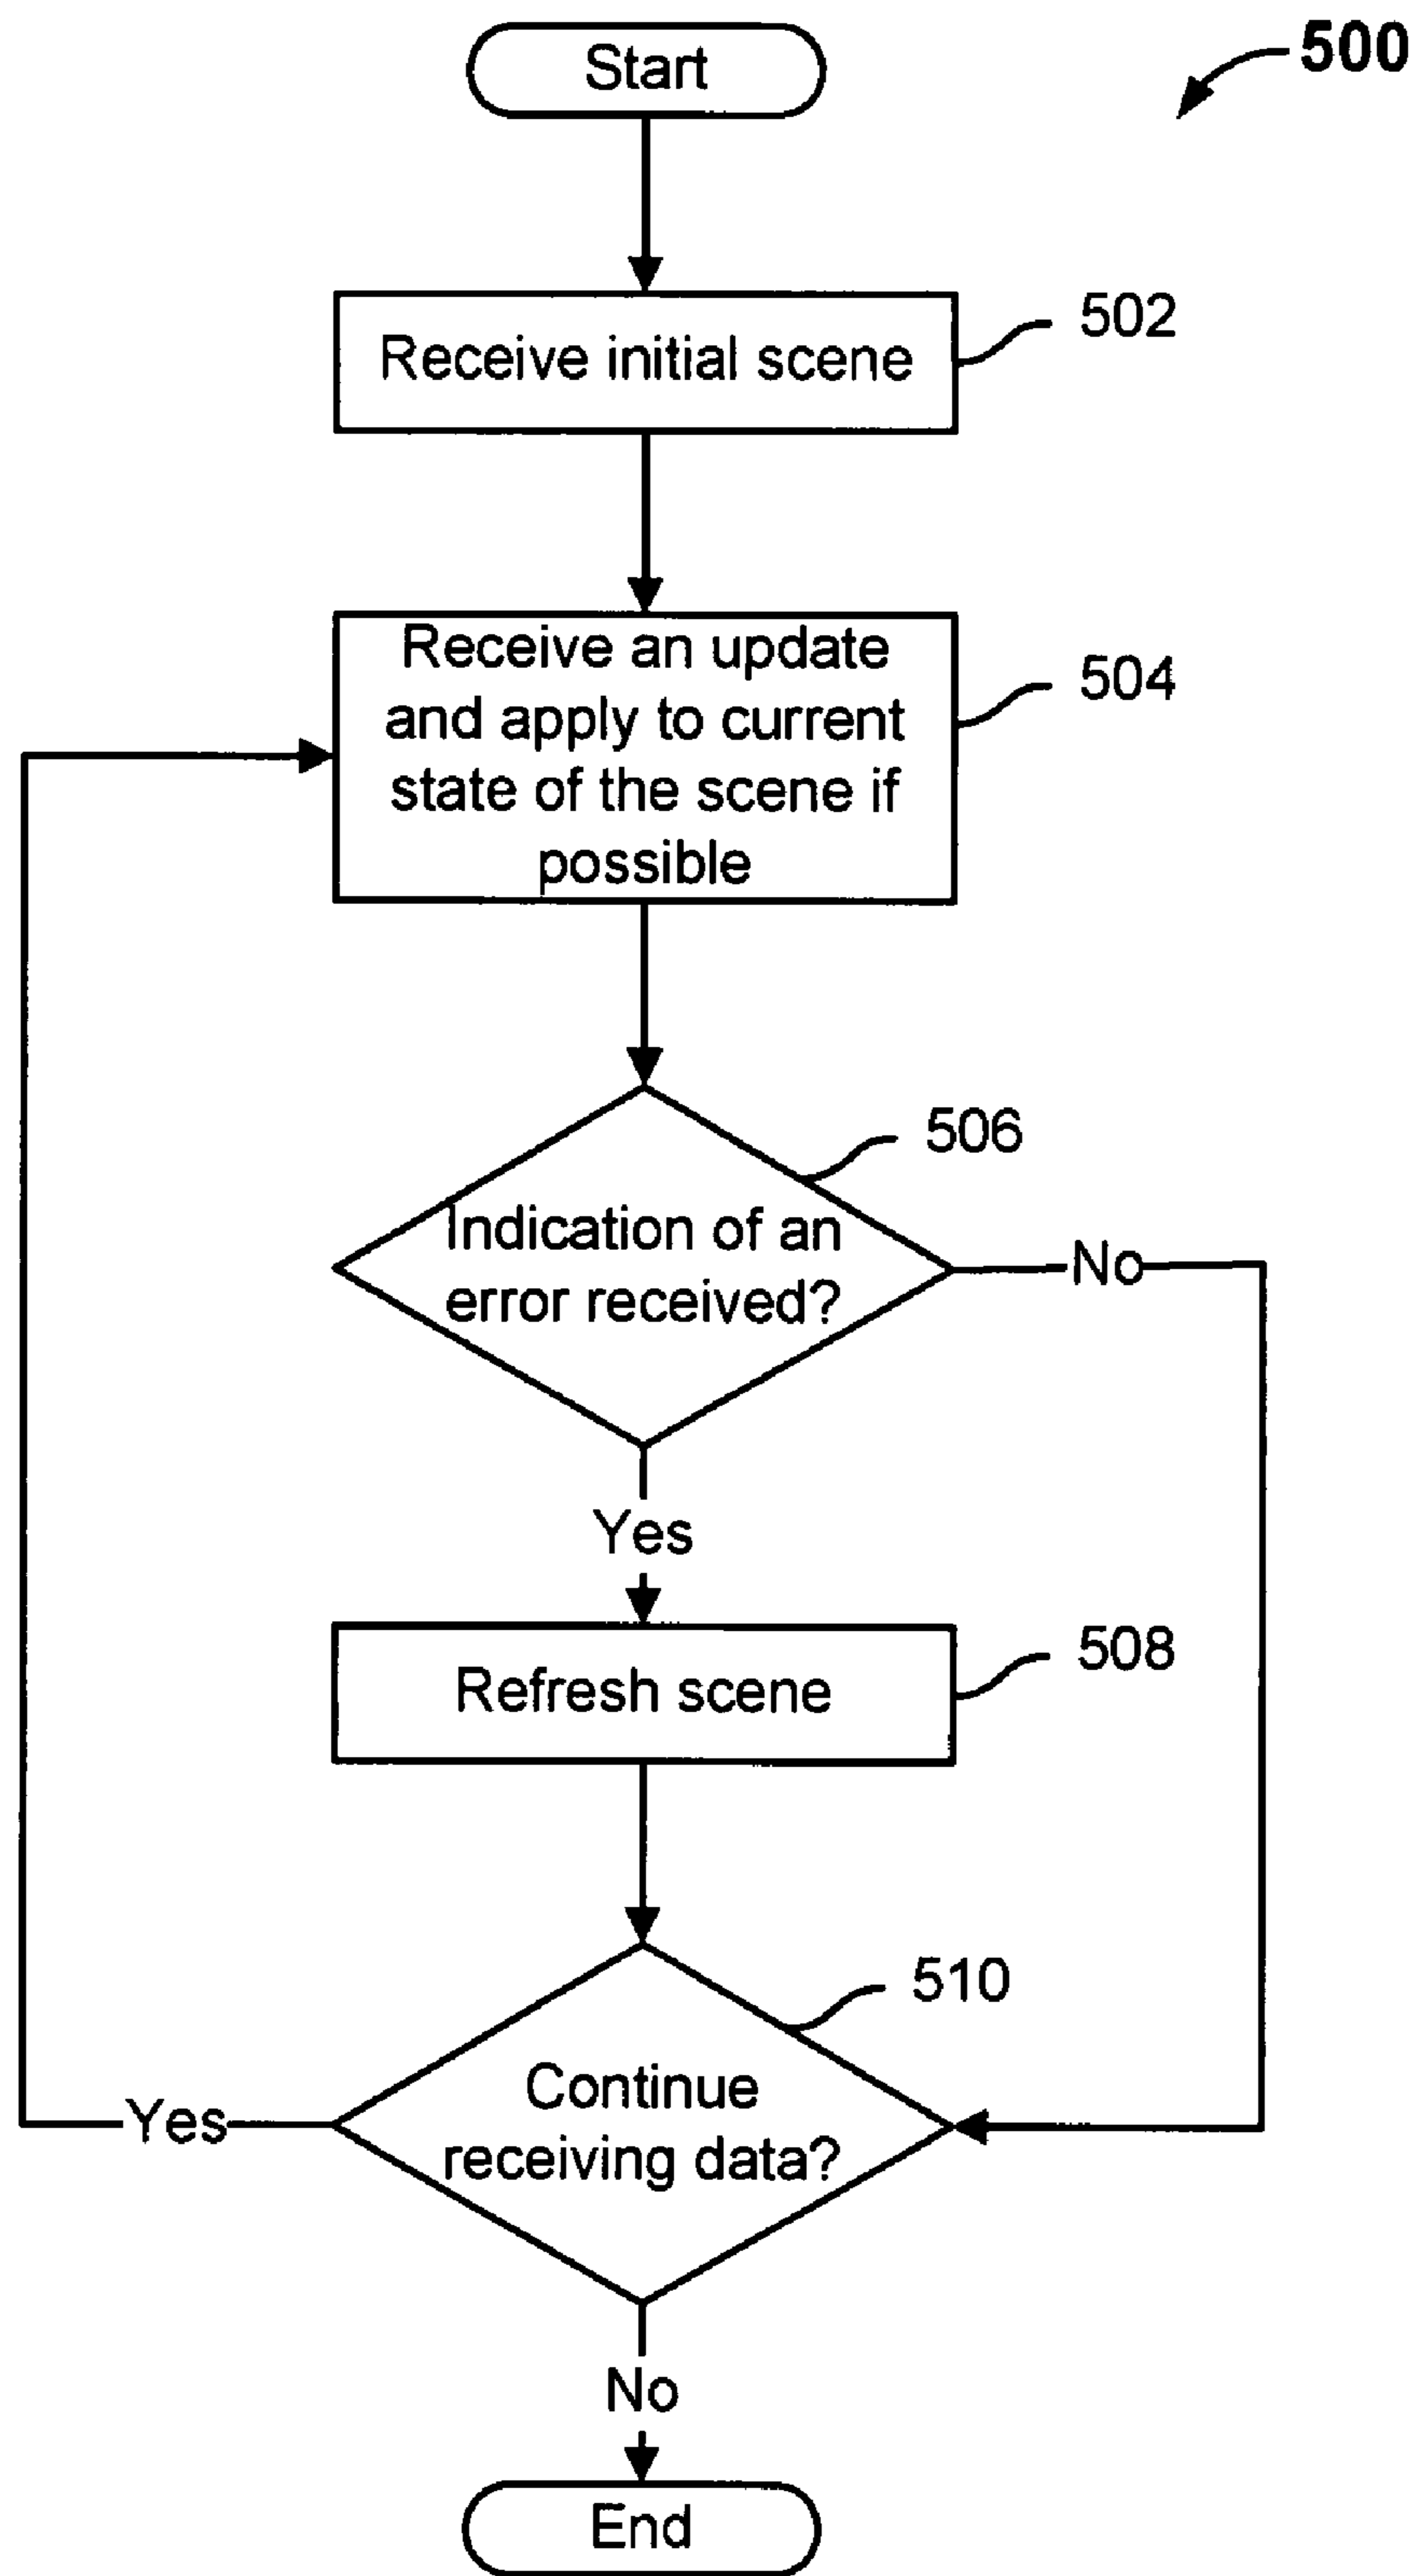 Start
500
Receive initial scene
502
Receive an update
and apply to current
state of the scene if
possible
504
506
Indication of an
error received?
No
Yes
Refresh scene
508
510
Continue
receiving data?
Yes
No
End